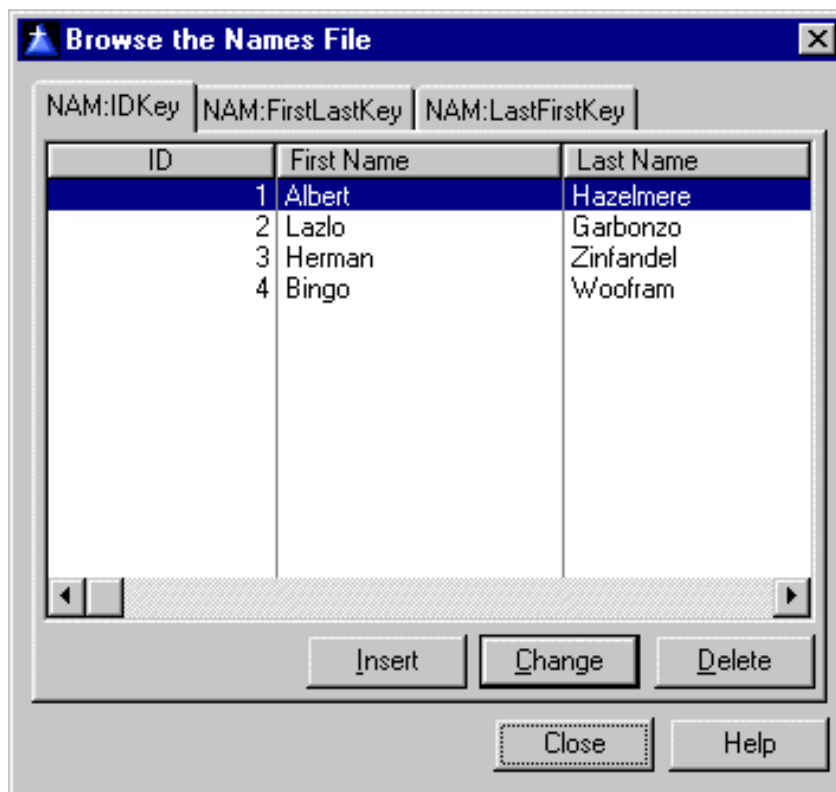 Browse the Names File
NAM:IDKey NAM:FirstLastKey NAM:LastFirstKey
ID First Name Last Name
1 Albert Hazelmere
2 Lazlo Garbonzo
3 Herman Zinfandel
4 Bingo Woofram
Insert Change Delete
Close Help